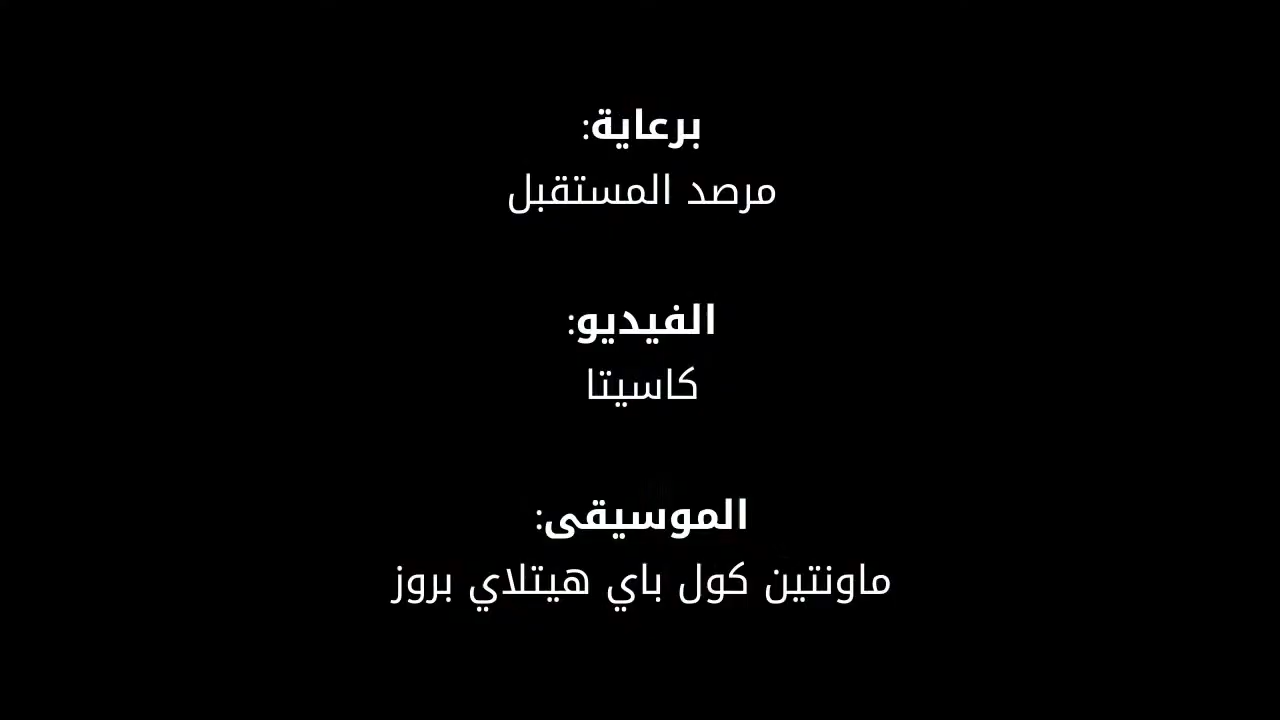 برعاية:
مرصد المستقبل
الفيديو:
كاسيتا
الموسيقى:
ماونتين كول باي هيتلاي بروز